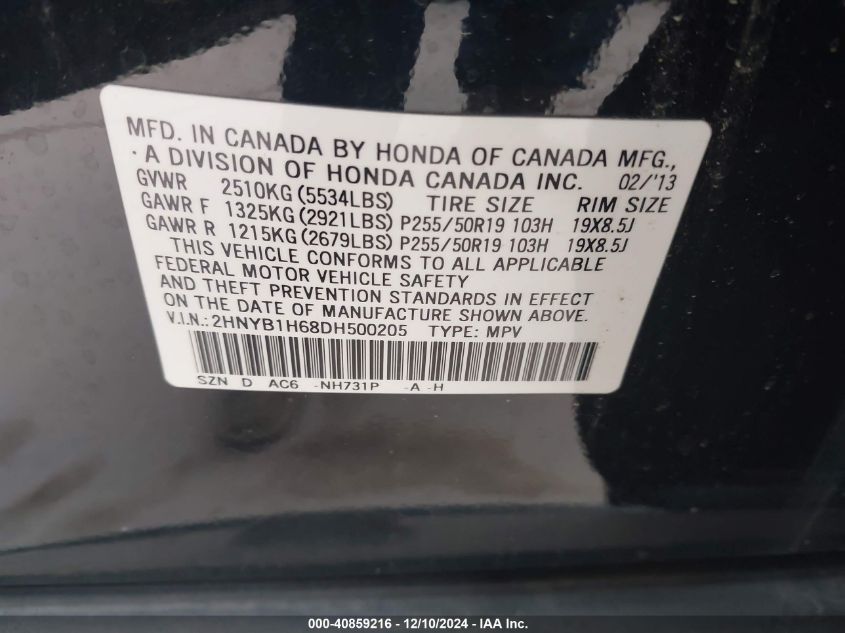 MFD. IN CANADA BY HONDA OF CANADA MFG.,
· A DIVISION OF HONDA CANADA INC. 02/'13
GVWR 2510KG (5534LBS) TIRE SIZE RIM SIZE
GAWR F 1325KG (2921LBS) P255/50R19 103H 19X8.5J
GAWR R 1215KG (2679LBS) P255/50R19 103H 19X8.5J
THIS VEHICLE CONFORMS TO ALL APPLICABLE
FEDERAL MOTOR VEHICLE SAFETY
AND THEFT PREVENTION STANDARDS IN EFFECT
ON THE DATE OF MANUFACTURE SHOWN ABOVE.
V.I.N.: 2HNYB1H68DH500205 TYPE: MPV
SZN D AC6 -NH731P -A -H
000-40859216 - 12/10/2024 - IAA Inc.